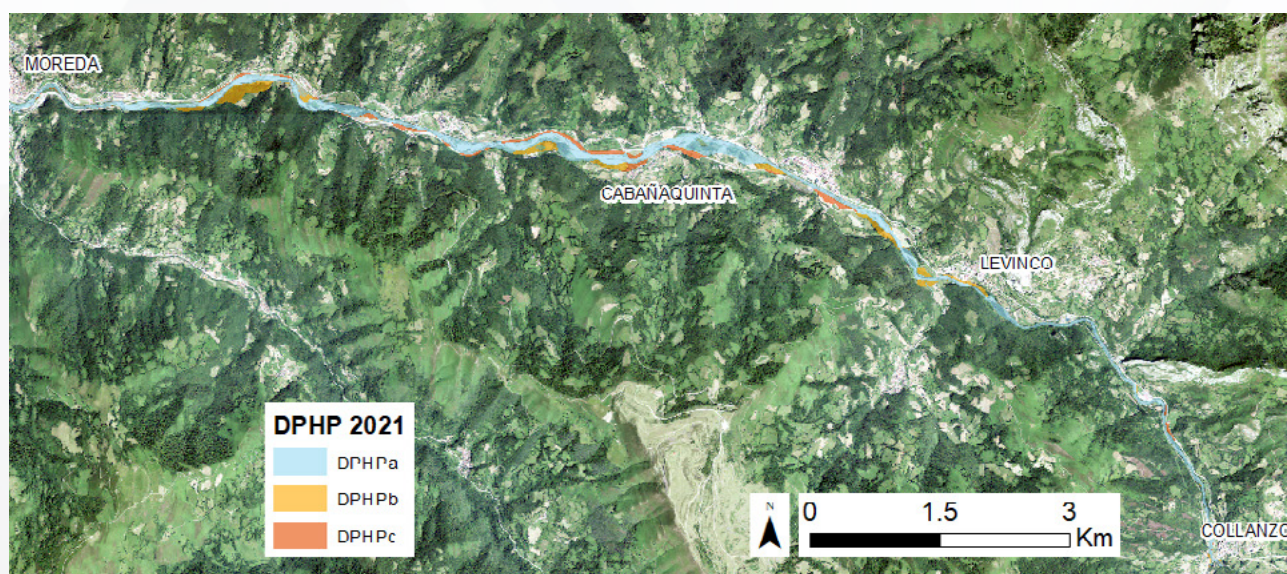 MOREDA
CABAÑAQUINTA
LEVINCO
DPHP 2021
DPHPa
DPHPb
DPHPc
N
0 1.5 3
Km
COLLANZO